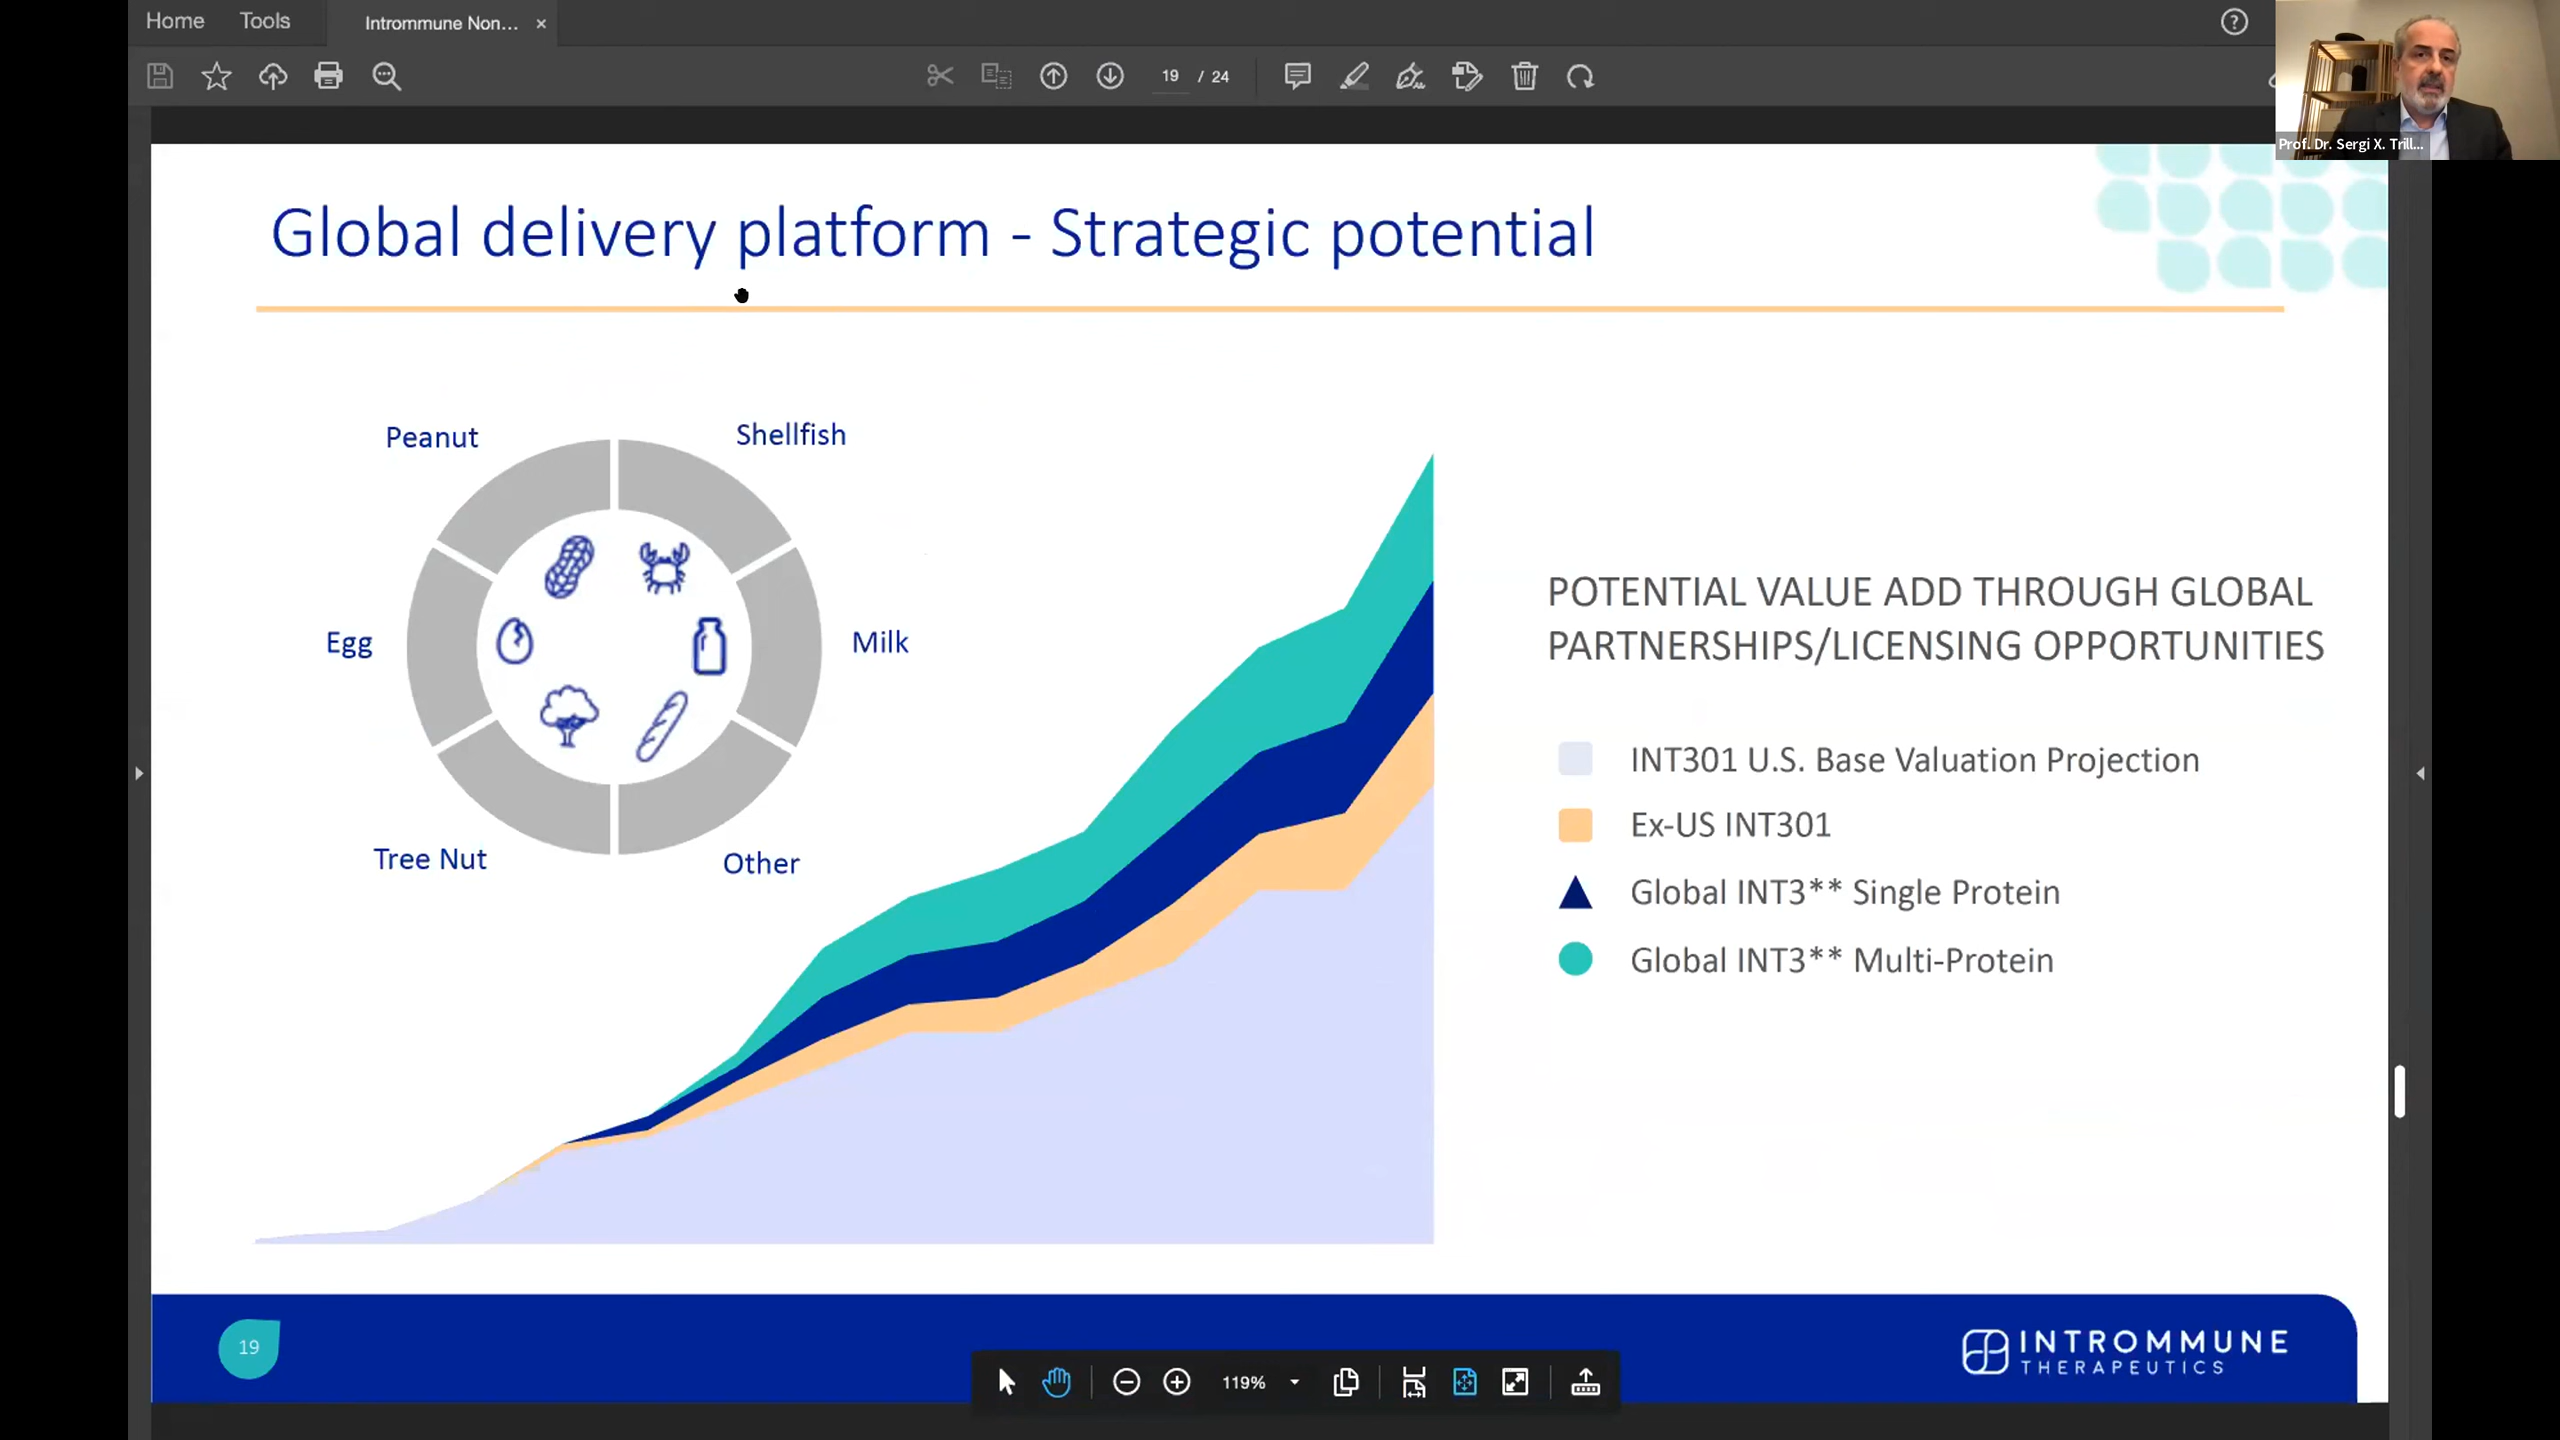 Home
Tools
Intrommune Non...
19 / 24
Prof. Dr. Sergi X. Trill...
Global delivery platform - Strategic potential
Peanut
Shellfish
Egg
Milk
Tree Nut
Other
POTENTIAL VALUE ADD THROUGH GLOBAL
PARTNERSHIPS/LICENSING OPPORTUNITIES
INT301 U.S. Base Valuation Projection
Ex-US INT301
Global INT3** Single Protein
Global INT3** Multi-Protein
19
119%
INTROMMUNE
THERAPEUTICS